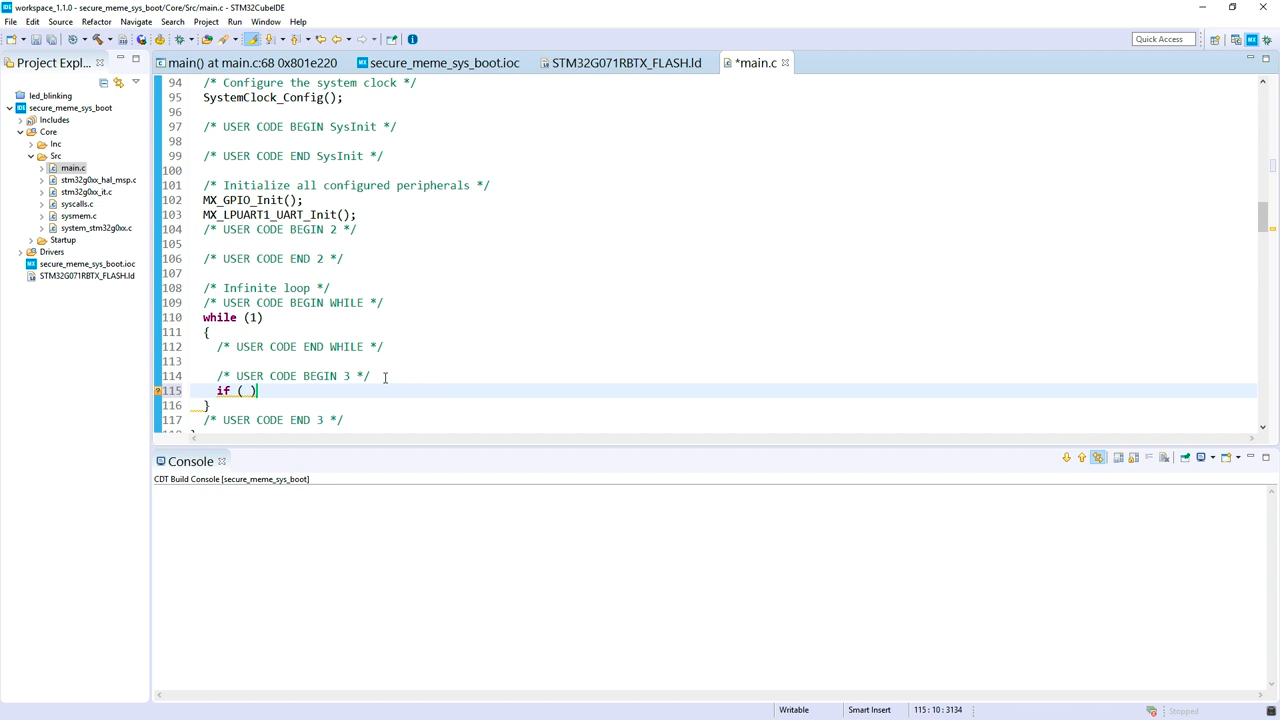 workspace_1.1.0 - secure_meme_sys_boot/Core/Src/main.c - STM32CubeIDE
File Edit Source Refactor Navigate Search Project Run Window Help
Quick Access
Project Expl...
main() at main.c:68 0x801e220
secure_meme_sys_boot.ioc
STM32G071RBTX_FLASH.ld
*main.c
led_blinking
secure_meme_sys_boot
Includes
Core
Inc
Src
main.c
stm32g0xx_hal_msp.c
stm32g0xx_it.c
syscalls.c
sysmem.c
system_stm32g0xx.c
Startup
Drivers
secure_meme_sys_boot.ioc
STM32G071RBTX_FLASH.ld
94 /* Configure the system clock */
95 SystemClock_Config();
96
97 /* USER CODE BEGIN SysInit */
98
99 /* USER CODE END SysInit */
100
101 /* Initialize all configured peripherals */
102 MX_GPIO_Init();
103 MX_LPUART1_UART_Init();
104 /* USER CODE BEGIN 2 */
105
106 /* USER CODE END 2 */
107
108 /* Infinite loop */
109 /* USER CODE BEGIN WHILE */
110 while (1)
111 {
112 /* USER CODE END WHILE */
113
114 /* USER CODE BEGIN 3 */
115 if ( )
116 }
117 /* USER CODE END 3 */
Console
CDT Build Console [secure_meme_sys_boot]
Writable
Smart Insert
115 : 10 : 3134
Stopped